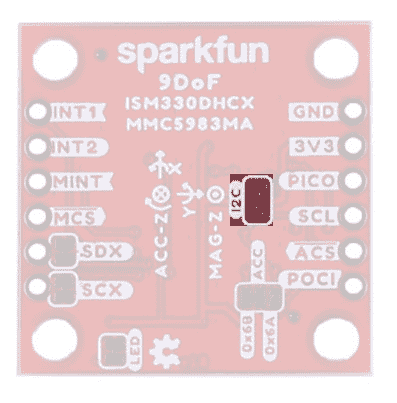 sparkfun
9DoF
ISM330DHCX
MMC5983MA
INT1
GND
INT2
3V3
MINT
PICO
MCS
SCL
SDX
ACS
SCX
POCI
X
Y
ACC-Z
MAG-Z
I2C
ACC
0x6B
0x6A
LED